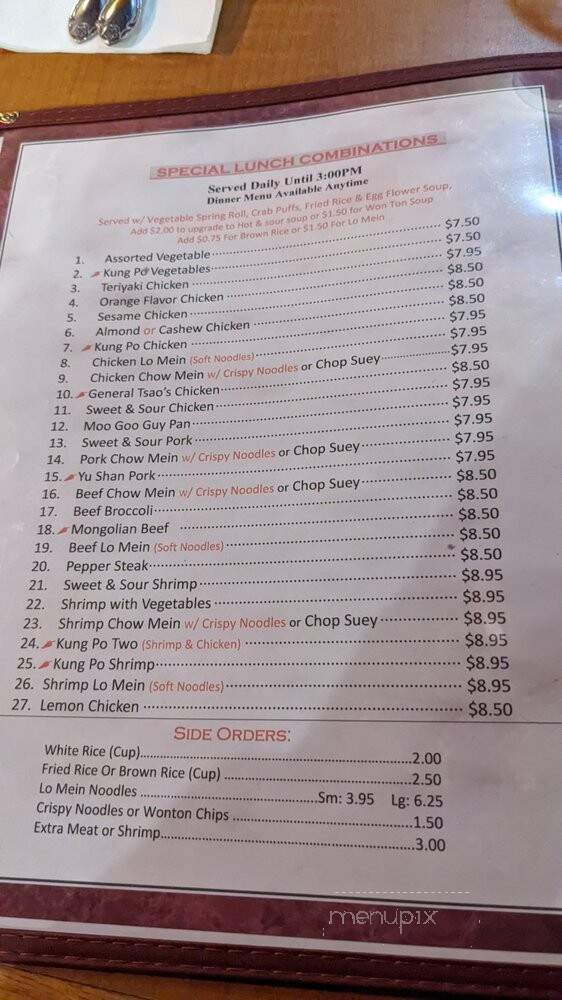 SPECIAL LUNCH COMBINATIONS
Served Daily Until 3:00PM
Dinner Menu Available Anytime
Served w/ Vegetable Spring Roll, Crab Puffs, Fried Rice & Egg Flower Soup,
Add $2.00 to upgrade to Hot & sour soup or $1.50 for Won Ton Soup
Add $0.75 For Brown Rice or $1.50 For Lo Mein
1. Assorted Vegetable $7.50
2. Kung Po Vegetables $7.50
3. Teriyaki Chicken $7.95
4. Orange Flavor Chicken $8.50
5. Sesame Chicken $8.50
6. Almond or Cashew Chicken $8.50
7. Kung Po Chicken $7.95
8. Chicken Lo Mein (Soft Noodles) $7.95
9. Chicken Chow Mein w/ Crispy Noodles or Chop Suey $7.95
10. General Tsao's Chicken $8.50
11. Sweet & Sour Chicken $7.95
12. Moo Goo Guy Pan $7.95
13. Sweet & Sour Pork $7.95
14. Pork Chow Mein w/ Crispy Noodles or Chop Suey $7.95
15. Yu Shan Pork $7.95
16. Beef Chow Mein w/ Crispy Noodles or Chop Suey $8.50
17. Beef Broccoli $8.50
18. Mongolian Beef $8.50
19. Beef Lo Mein (Soft Noodles) $8.50
20. Pepper Steak $8.50
21. Sweet & Sour Shrimp $8.95
22. Shrimp with Vegetables $8.95
23. Shrimp Chow Mein w/ Crispy Noodles or Chop Suey $8.95
24. Kung Po Two (Shrimp & Chicken) $8.95
25. Kung Po Shrimp $8.95
26. Shrimp Lo Mein (Soft Noodles) $8.95
27. Lemon Chicken $8.50
SIDE ORDERS:
White Rice (Cup) 2.00
Fried Rice Or Brown Rice (Cup) 2.50
Lo Mein Noodles Sm: 3.95 Lg: 6.25
Crispy Noodles or Wonton Chips 1.50
Extra Meat or Shrimp 3.00
menupix